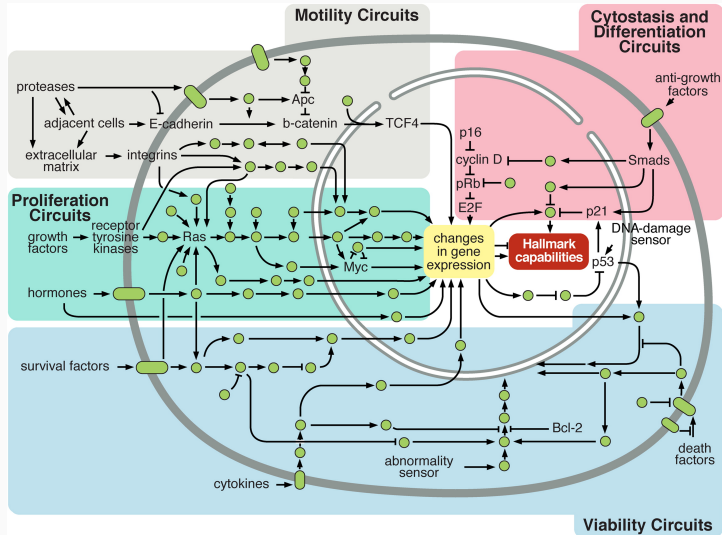 Motility Circuits
Cytostasis and
Differentiation
Circuits
proteases
anti-growth
factors
Apc
adjacent cells
E-cadherin
b-catenin
TCF4
p16
extracellular
matrix
integrins
cyclin D
Smads
pRb
E2F
p21
Proliferation
Circuits
growth
factors
receptor
tyrosine
kinases
Ras
changes
in gene
expression
Hallmark
capabilities
DNA-damage
sensor
p53
Myc
hormones
survival factors
Bcl-2
abnormality
sensor
cytokines
death
factors
Viability Circuits